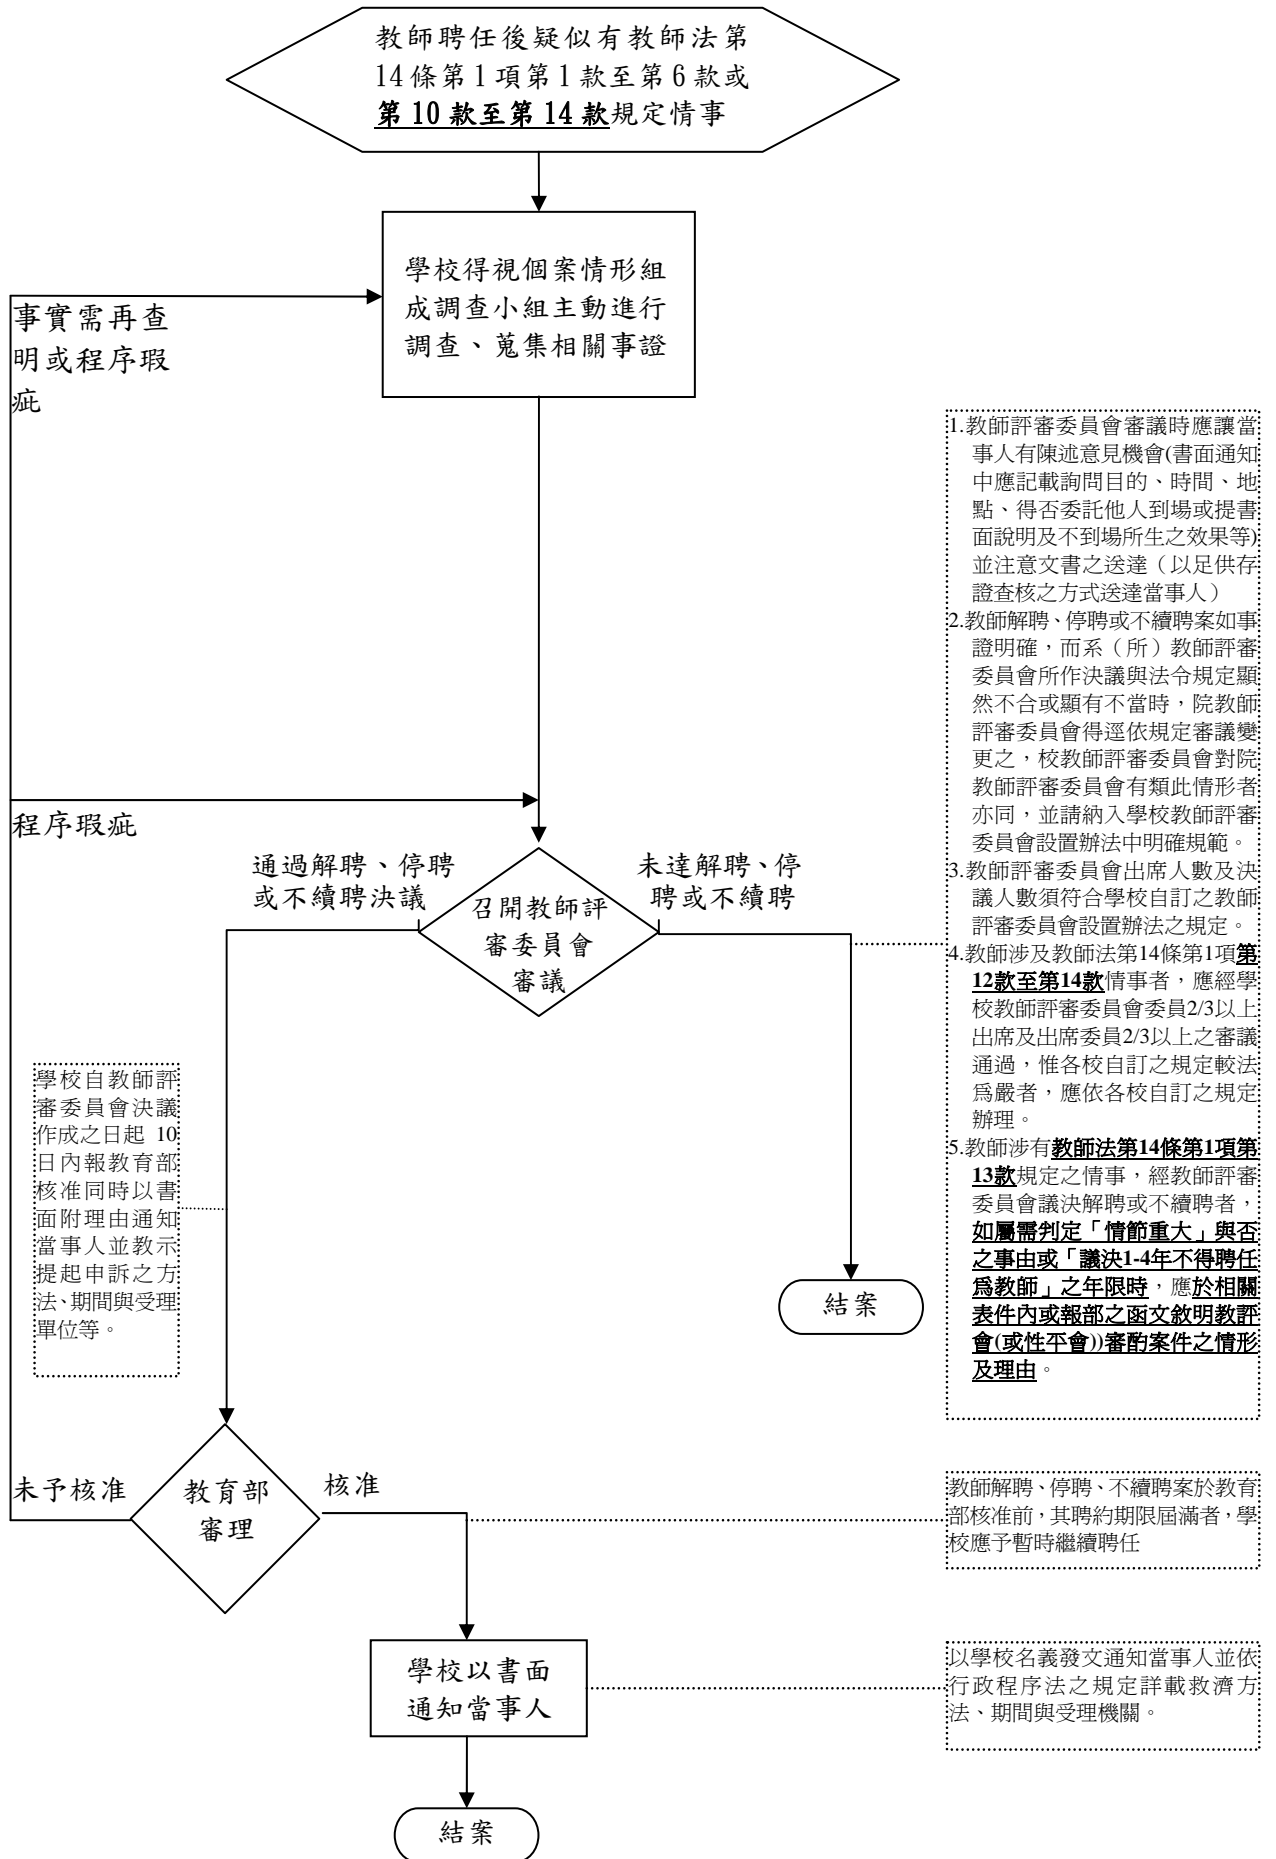 教師聘任後疑似有教師法第
14條第1項第1款至第6款或
第10款至第14款規定情事
學校得視個案情形組
成調查小組主動進行
調查、蒐集相關事證
事實需再查
明或程序瑕
疵
程序瑕疵
通過解聘、停聘
或不續聘決議
未達解聘、停
聘或不續聘
召開教師評
審委員會
審議
1.教師評審委員會審議時應讓當
事人有陳述意見機會(書面通知
中應記載詢問目的、時間、地
點、得否委託他人到場或提書
面說明及不到場所生之效果等)
並注意文書之送達（以足供存
證查核之方式送達當事人）
2.教師解聘、停聘或不續聘案如事
證明確，而系（所）教師評審
委員會所作決議與法令規定顯
然不合或顯有不當時，院教師
評審委員會得逕依規定審議變
更之，校教師評審委員會對院
教師評審委員會有類此情形者
亦同，並請納入學校教師評審
委員會設置辦法中明確規範。
3.教師評審委員會出席人數及決
議人數須符合學校自訂之教師
評審委員會設置辦法之規定。
4.教師涉及教師法第14條第1項第
12款至第14款情事者，應經學
校教師評審委員會委員2/3以上
出席及出席委員2/3以上之審議
通過，惟各校自訂之規定較法
為嚴者，應依各校自訂之規定
辦理。
5.教師涉有教師法第14條第1項第
13款規定之情事，經教師評審
委員會議決解聘或不續聘者，
如屬需判定「情節重大」與否
之事由或「議決1-4年不得聘任
為教師」之年限時，應於相關
表件內或報部之函文敘明教評
會(或性平會))審酌案件之情形
及理由。
學校自教師評
審委員會決議
作成之日起 10
日內報教育部
核准同時以書
面附理由通知
當事人並教示
提起申訴之方
法、期間與受理
單位等。
結案
未予核准
教育部
審理
核准
教師解聘、停聘、不續聘案於教育
部核准前，其聘約期限屆滿者，學
校應予暫時繼續聘任
學校以書面
通知當事人
以學校名義發文通知當事人並依
行政程序法之規定詳載救濟方
法、期間與受理機關。
結案